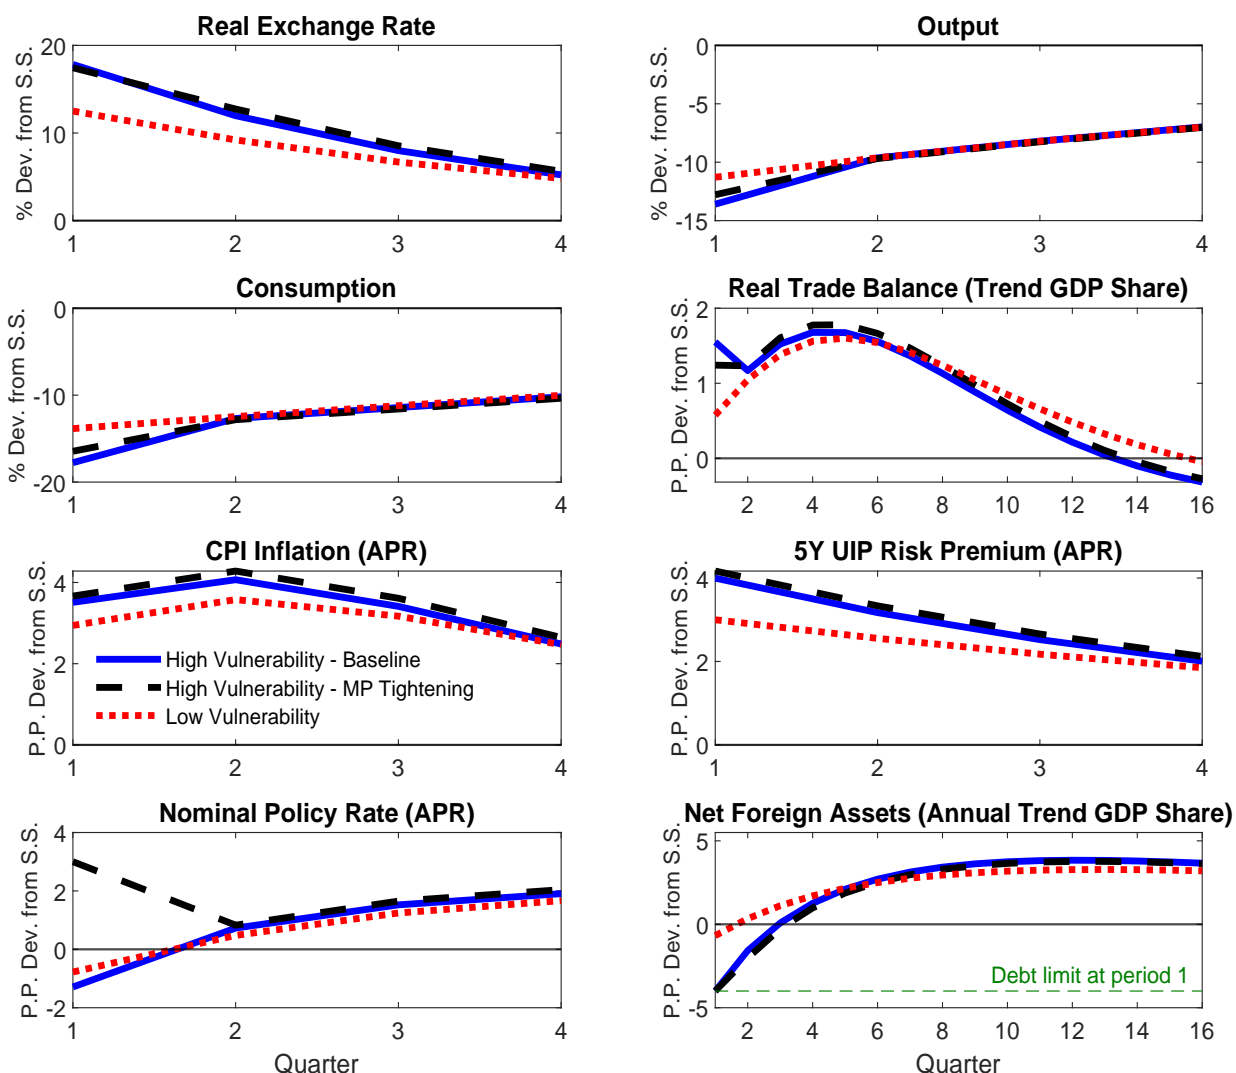 Real Exchange Rate
% Dev. from S.S.
20
10
0
1 2 3 4
Output
% Dev. from S.S.
0
-5
-10
-15
1 2 3 4
Consumption
% Dev. from S.S.
0
-10
-20
1 2 3 4
Real Trade Balance (Trend GDP Share)
P.P. Dev. from S.S.
2
1
0
2 4 6 8 10 12 14 16
CPI Inflation (APR)
P.P. Dev. from S.S.
4
2
0
High Vulnerability - Baseline
High Vulnerability - MP Tightening
Low Vulnerability
1 2 3 4
5Y UIP Risk Premium (APR)
P.P. Dev. from S.S.
4
2
0
1 2 3 4
Nominal Policy Rate (APR)
P.P. Dev. from S.S.
4
2
0
-2
1 2 3 4
Quarter
Net Foreign Assets (Annual Trend GDP Share)
P.P. Dev. from S.S.
5
0
-5
Debt limit at period 1
2 4 6 8 10 12 14 16
Quarter